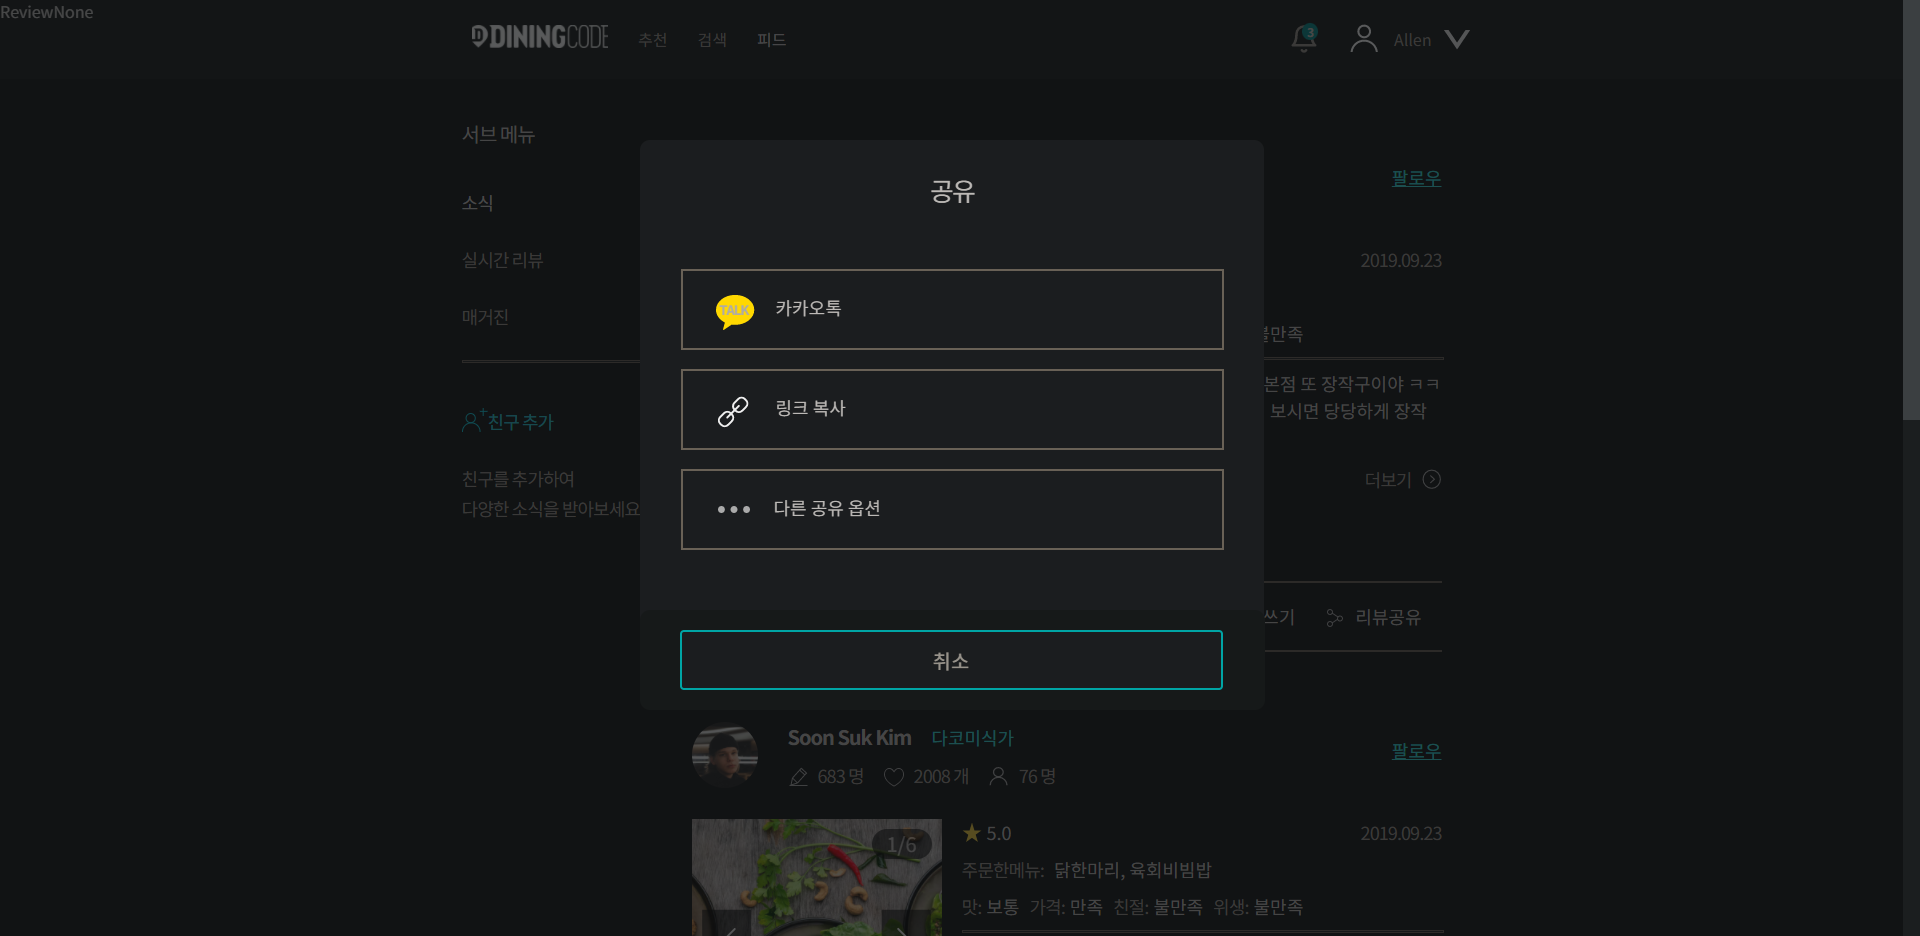 ReviewNone
DININGCODE
추천 검색 피드
3
Allen
서브 메뉴
소식
실시간 리뷰
매거진
친구 추가
친구를 추가하여
다양한 소식을 받아보세요
팔로우
2019.09.23
불만족
본점 또 장작구이야 ㅋㅋ
보시면 당당하게 장작
더보기
쓰기 리뷰공유
공유
TALK 카카오톡
링크 복사
다른 공유 옵션
취소
Soon Suk Kim 다코미식가
683 명 2008 개 76 명
팔로우
1/6
5.0 2019.09.23
주문한메뉴: 닭한마리, 육회비빔밥
맛: 보통 가격: 만족 친절: 불만족 위생: 불만족